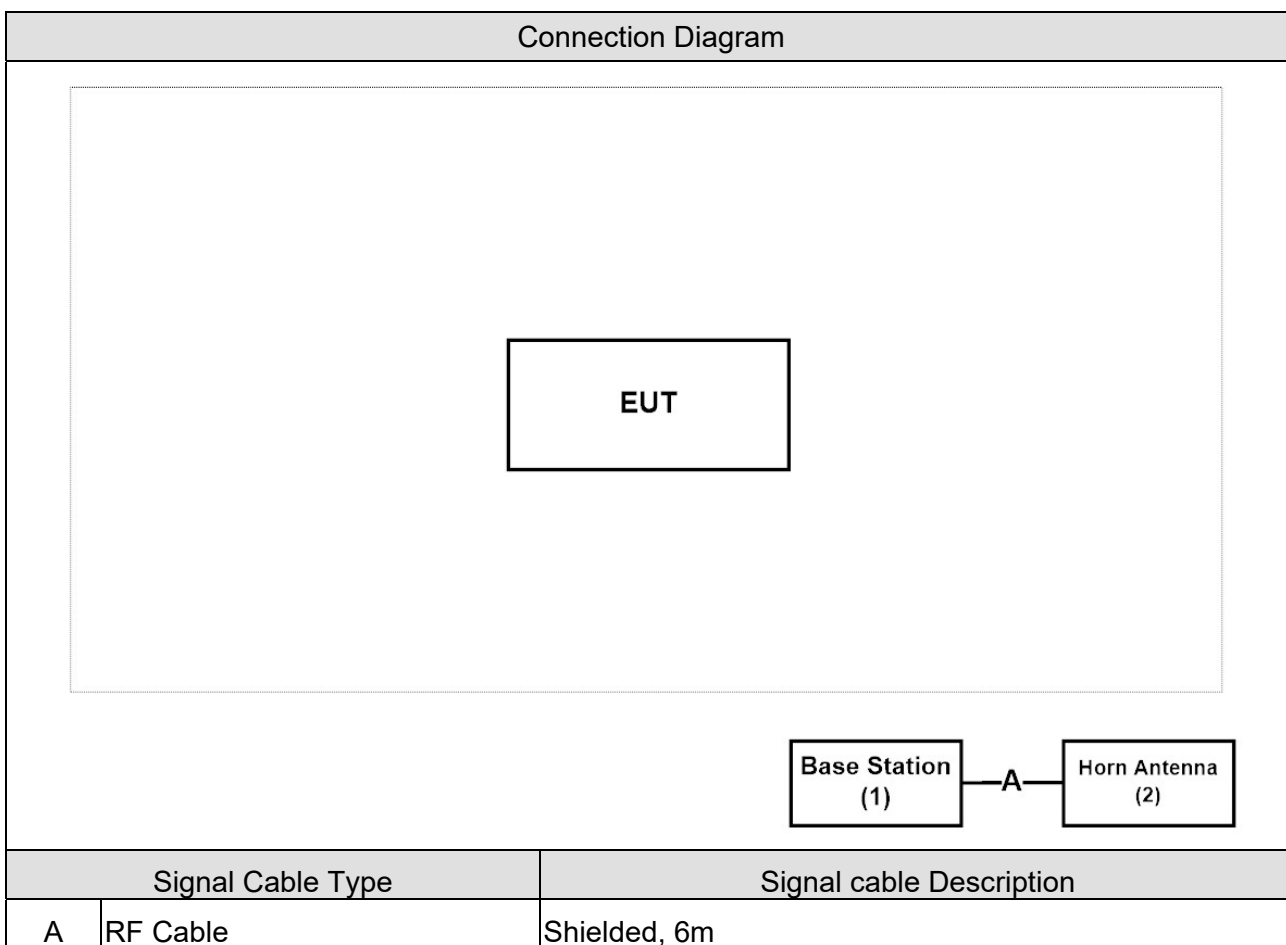 Connection Diagram
EUT
Base Station
(1)
A
Horn Antenna
(2)
Signal Cable Type
Signal cable Description
A
RF Cable
Shielded, 6m